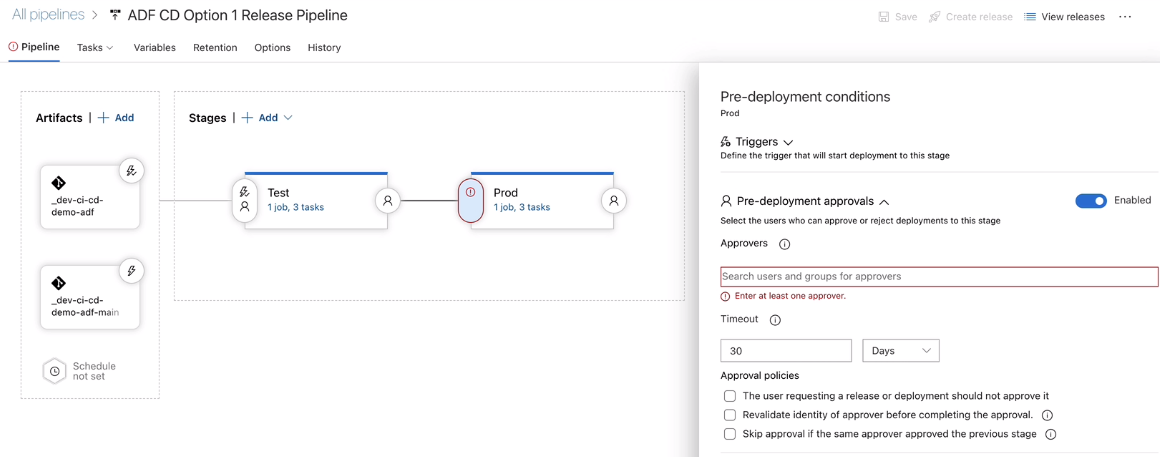 All pipelines > ADF CD Option 1 Release Pipeline
Save Create release View releases ...
Pipeline Tasks Variables Retention Options History
Artifacts | + Add
Stages | + Add
_dev-ci-cd-
demo-adf
_dev-ci-cd-
demo-adf-main
Schedule
not set
Test
1 job, 3 tasks
Prod
1 job, 3 tasks
Pre-deployment conditions
Prod
Triggers
Define the trigger that will start deployment to this stage
Pre-deployment approvals
Enabled
Select the users who can approve or reject deployments to this stage
Approvers
Search users and groups for approvers
Enter at least one approver.
Timeout
30 Days
Approval policies
The user requesting a release or deployment should not approve it
Revalidate identity of approver before completing the approval.
Skip approval if the same approver approved the previous stage